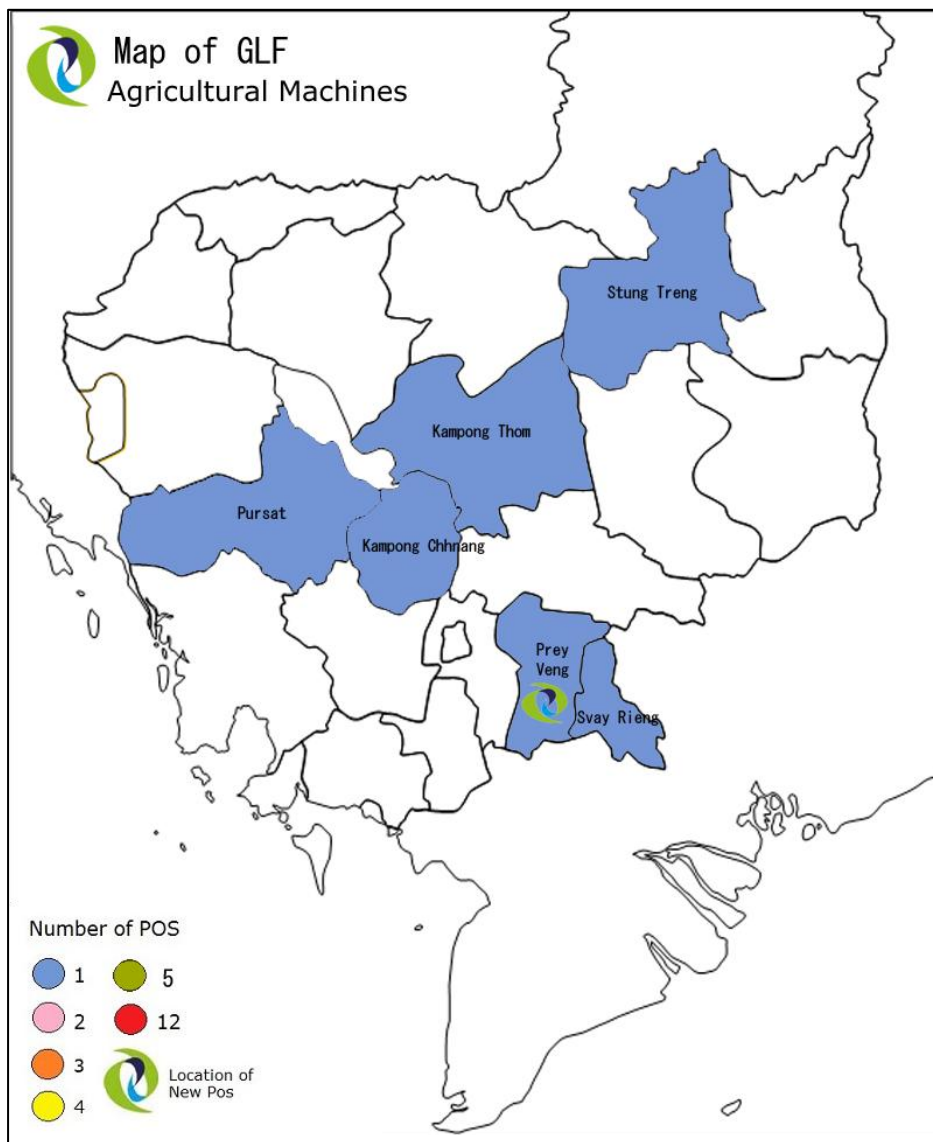 Map of GLF
Agricultural Machines
Stung Treng
Kampong Thom
Pursat
Kampong Chhnang
Prey
Veng
Svay Rieng
Number of POS
1
5
2
12
3
4
Location of
New Pos